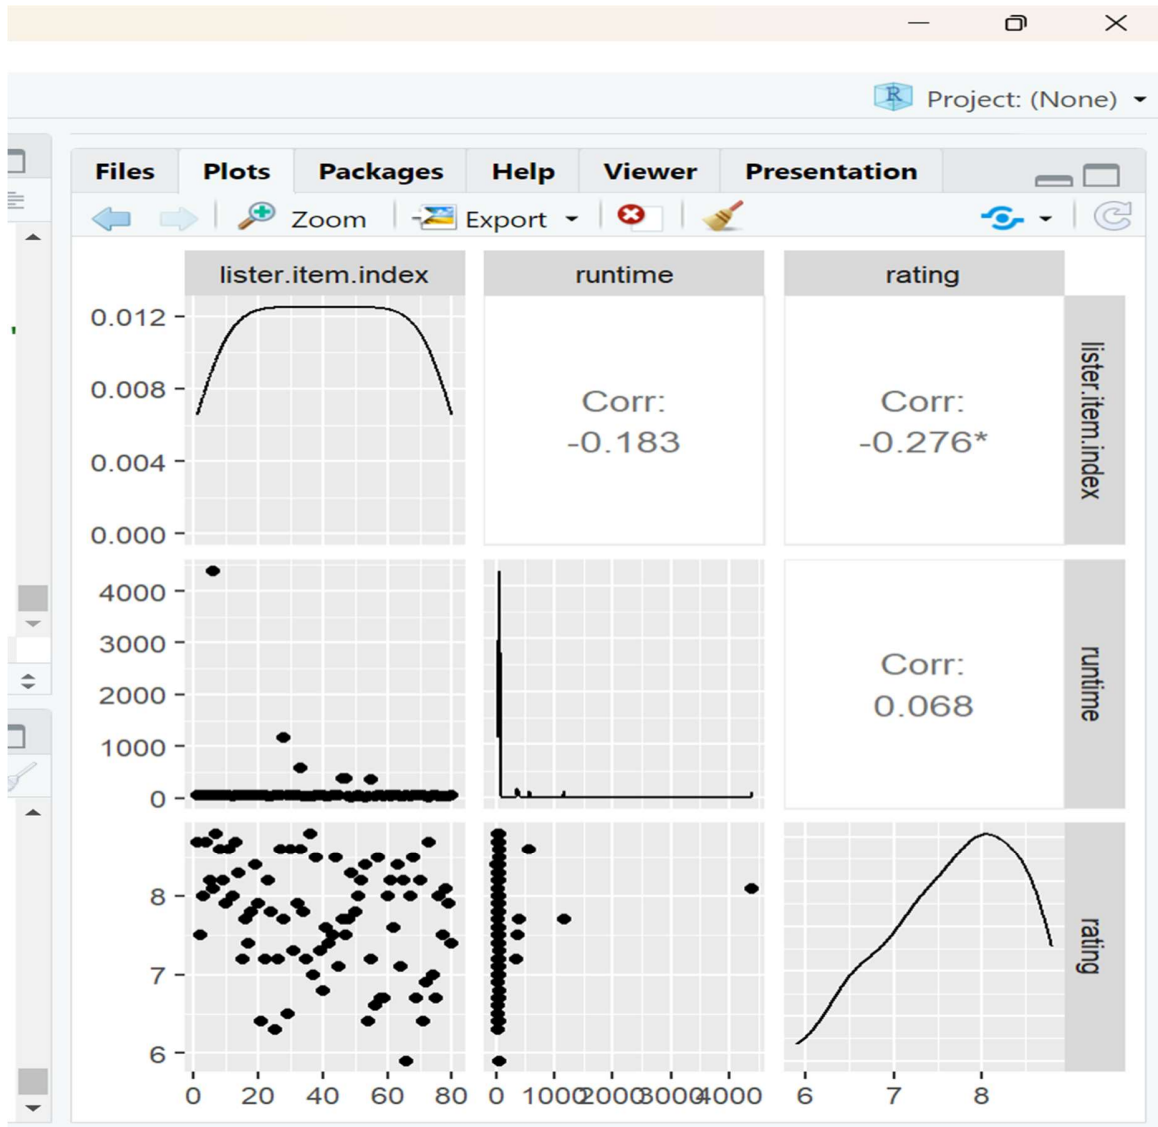 Project: (None)
Files Plots Packages Help Viewer Presentation
Zoom Export
lister.item.index runtime rating
0.012
0.008
0.004
0.000
Corr:
-0.183
Corr:
-0.276*
lister.item.index
4000
3000
2000
1000
0
Corr:
0.068
runtime
8
7
6
rating
0 20 40 60 80 0 1000 2000 3000 4000 6 7 8